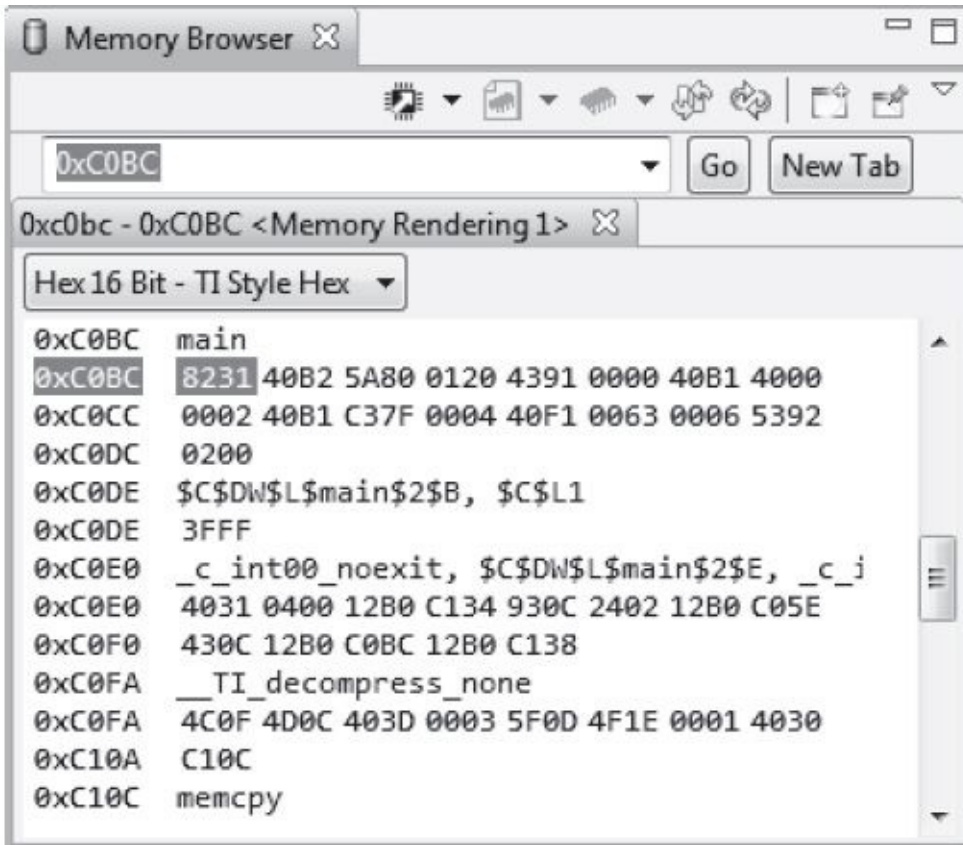 Memory Browser
0xC0BC Go New Tab
0xc0bc - 0xC0BC <Memory Rendering 1>
Hex 16 Bit - TI Style Hex
0xC0BC main
0xC0BC 8231 40B2 5A80 0120 4391 0000 40B1 4000
0xC0CC 0002 40B1 C37F 0004 40F1 0063 0006 5392
0xC0DC 0200
0xC0DE $C$DW$L$main$2$B, $C$L1
0xC0DE 3FFF
0xC0E0 _c_int00_noexit, $C$DW$L$main$2$E, _c_i
0xC0E0 4031 0400 12B0 C134 930C 2402 12B0 C05E
0xC0F0 430C 12B0 C0BC 12B0 C138
0xC0FA __TI_decompress_none
0xC0FA 4C0F 4D0C 403D 0003 5F0D 4F1E 0001 4030
0xC10A C10C
0xC10C memcpy